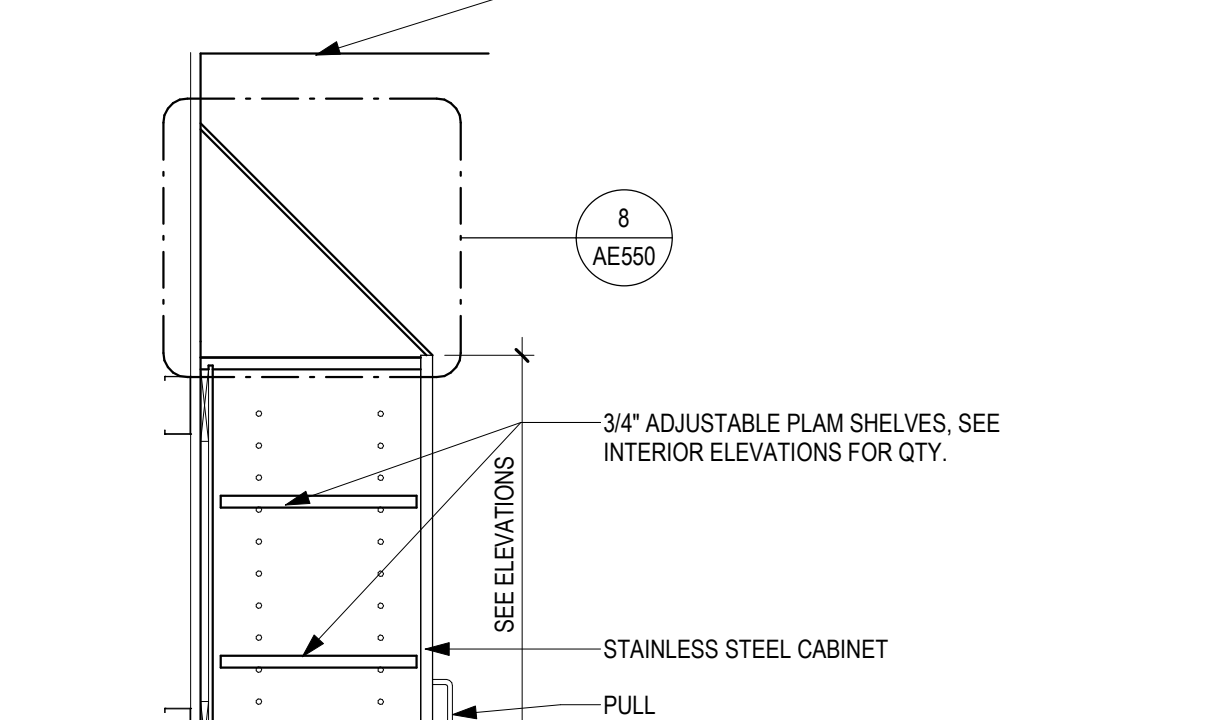 8
AE550
3/4" ADJUSTABLE PLAM SHELVES, SEE
INTERIOR ELEVATIONS FOR QTY.
SEE ELEVATIONS
STAINLESS STEEL CABINET
PULL